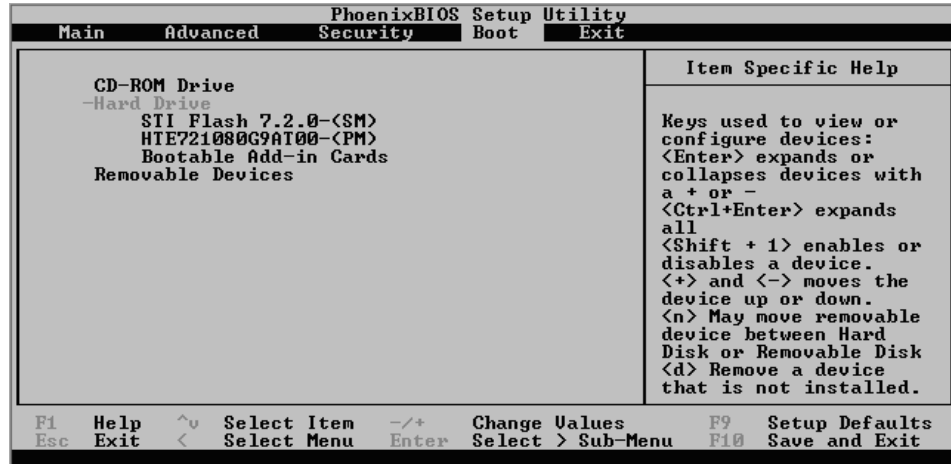 PhoenixBIOS Setup Utility
Main Advanced Security Boot Exit
CD-ROM Drive
-Hard Drive
STI Flash 7.2.0-(SM)
HTE721080G9AT00-(PM)
Bootable Add-in Cards
Removable Devices
Item Specific Help
Keys used to view or
configure devices:
<Enter> expands or
collapses devices with
a + or -
<Ctrl+Enter> expands
all
<Shift + 1> enables or
disables a device.
<+> and <-> moves the
device up or down.
<n> May move removable
device between Hard
Disk or Removable Disk
<d> Remove a device
that is not installed.
F1 Help ^v Select Item -/+ Change Values F9 Setup Defaults
Esc Exit < Select Menu Enter Select > Sub-Menu F10 Save and Exit